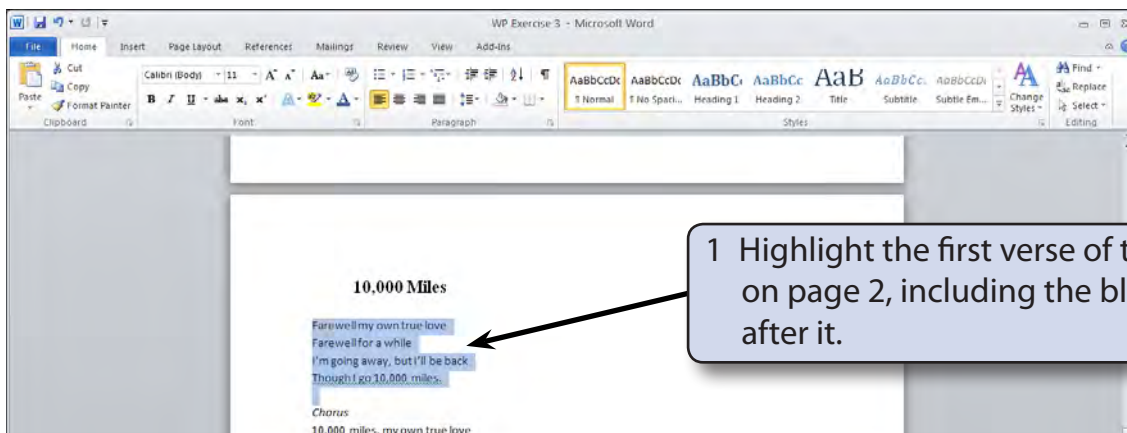 WP Exercise 3 - Microsoft Word
File Home Insert Page Layout References Mailings Review View Add-Ins
Cut
Copy
Paste
Format Painter
Clipboard
Calibri (Body) 11
Font
Paragraph
AaBbCcDc AaBbCcDc AaBbC AaBbCc AaB AaBbCc. AaBbCcDi
¶ Normal ¶ No Spaci... Heading 1 Heading 2 Title Subtitle Subtle Em...
Change
Styles
Styles
Find
Replace
Select
Editing
10,000 Miles
Farewell my own true love
Farewell for a while
I'm going away, but I'll be back
Though I go 10,000 miles.
Chorus
10,000 miles, my own true love
1 Highlight the first verse of t
on page 2, including the bl
after it.